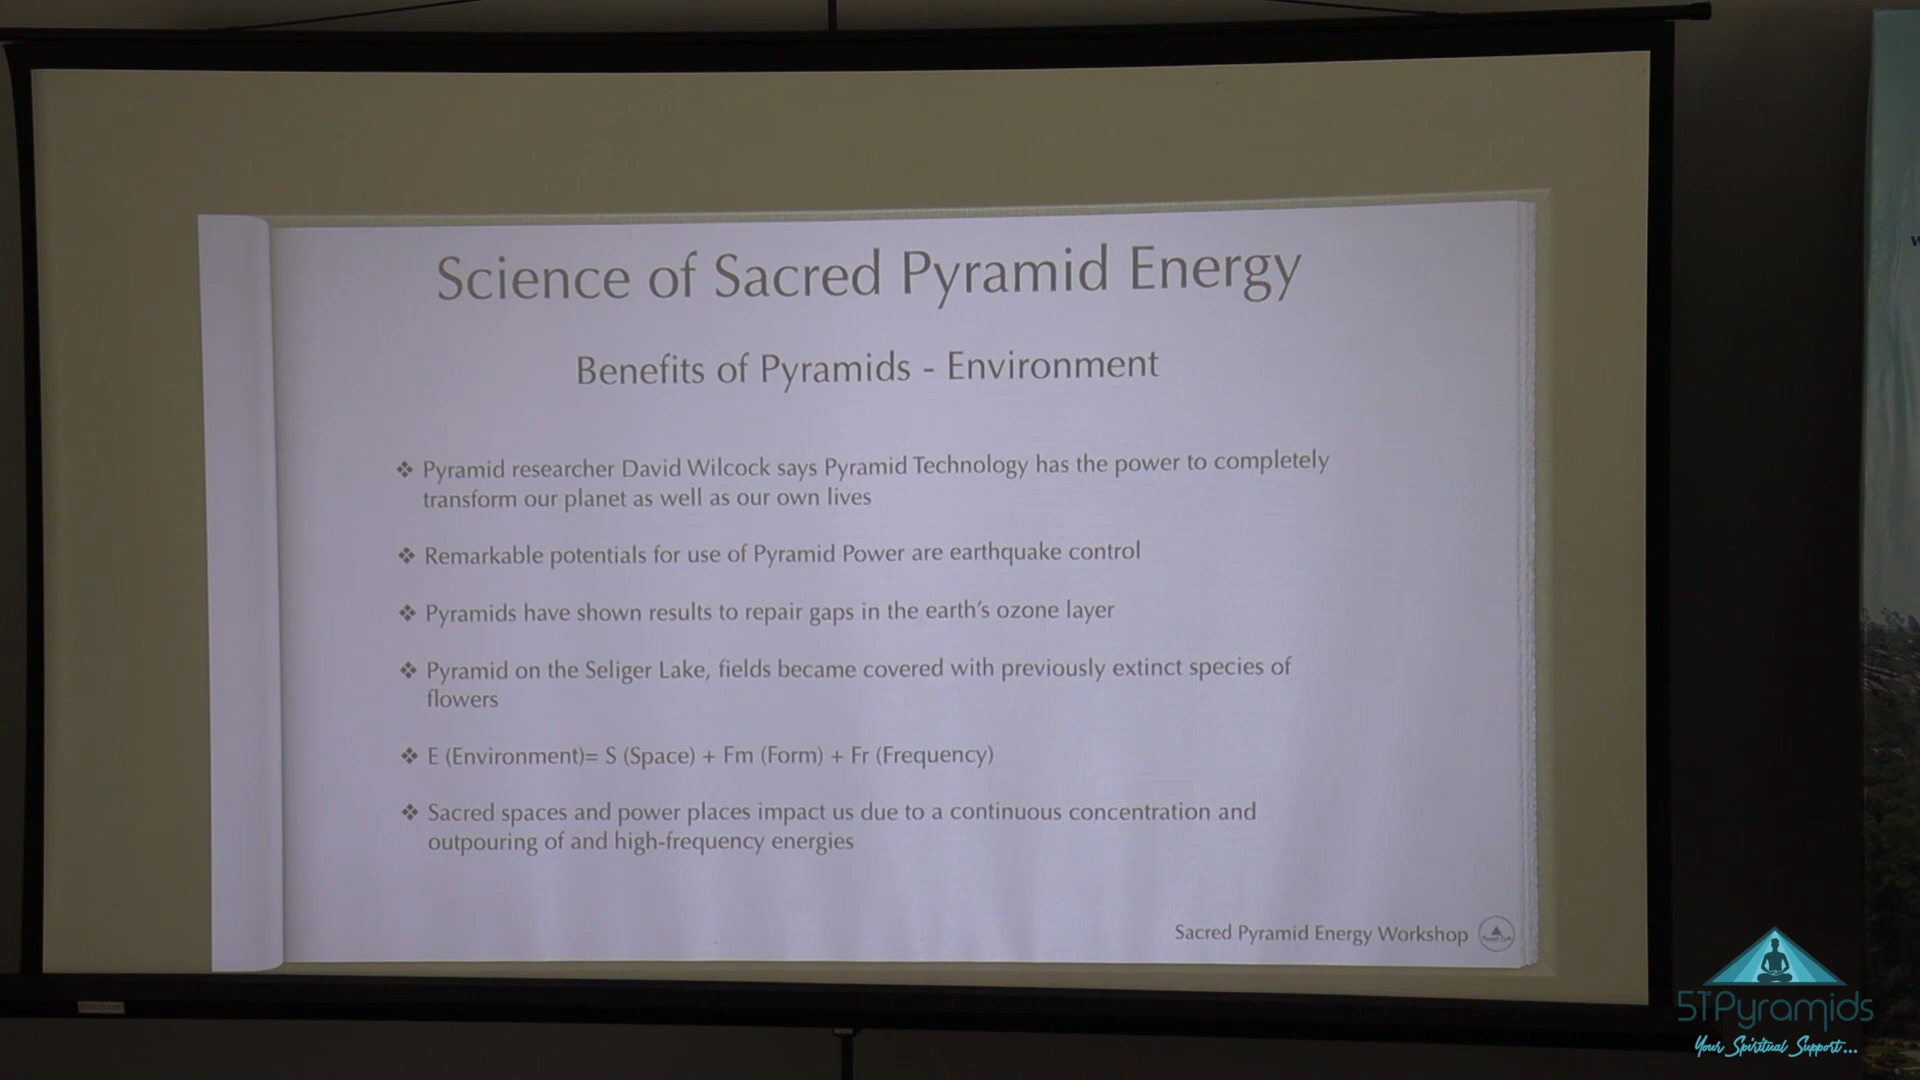 Science of Sacred Pyramid Energy
Benefits of Pyramids - Environment
❖ Pyramid researcher David Wilcock says Pyramid Technology has the power to completely
transform our planet as well as our own lives
❖ Remarkable potentials for use of Pyramid Power are earthquake control
❖ Pyramids have shown results to repair gaps in the earth's ozone layer
❖ Pyramid on the Seliger Lake, fields became covered with previously extinct species of
flowers
❖ E (Environment)= S (Space) + Fm (Form) + Fr (Frequency)
❖ Sacred spaces and power places impact us due to a continuous concentration and
outpouring of and high-frequency energies
Sacred Pyramid Energy Workshop
51°Pyramids
Your Spiritual Support...